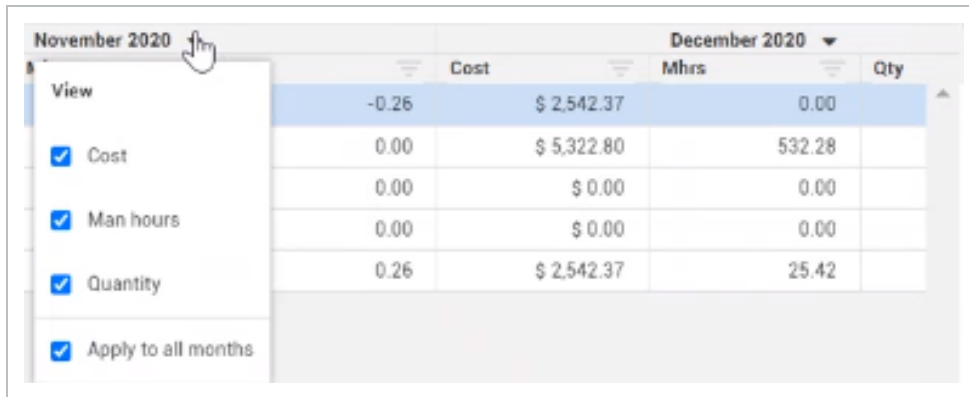 November 2020 December 2020
Cost Mhrs Qty
View
-0.26 $ 2,542.37 0.00
Cost 0.00 $ 5,322.80 532.28
0.00 $ 0.00 0.00
Man hours
0.00 $ 0.00 0.00
Quantity 0.26 $ 2,542.37 25.42
Apply to all months